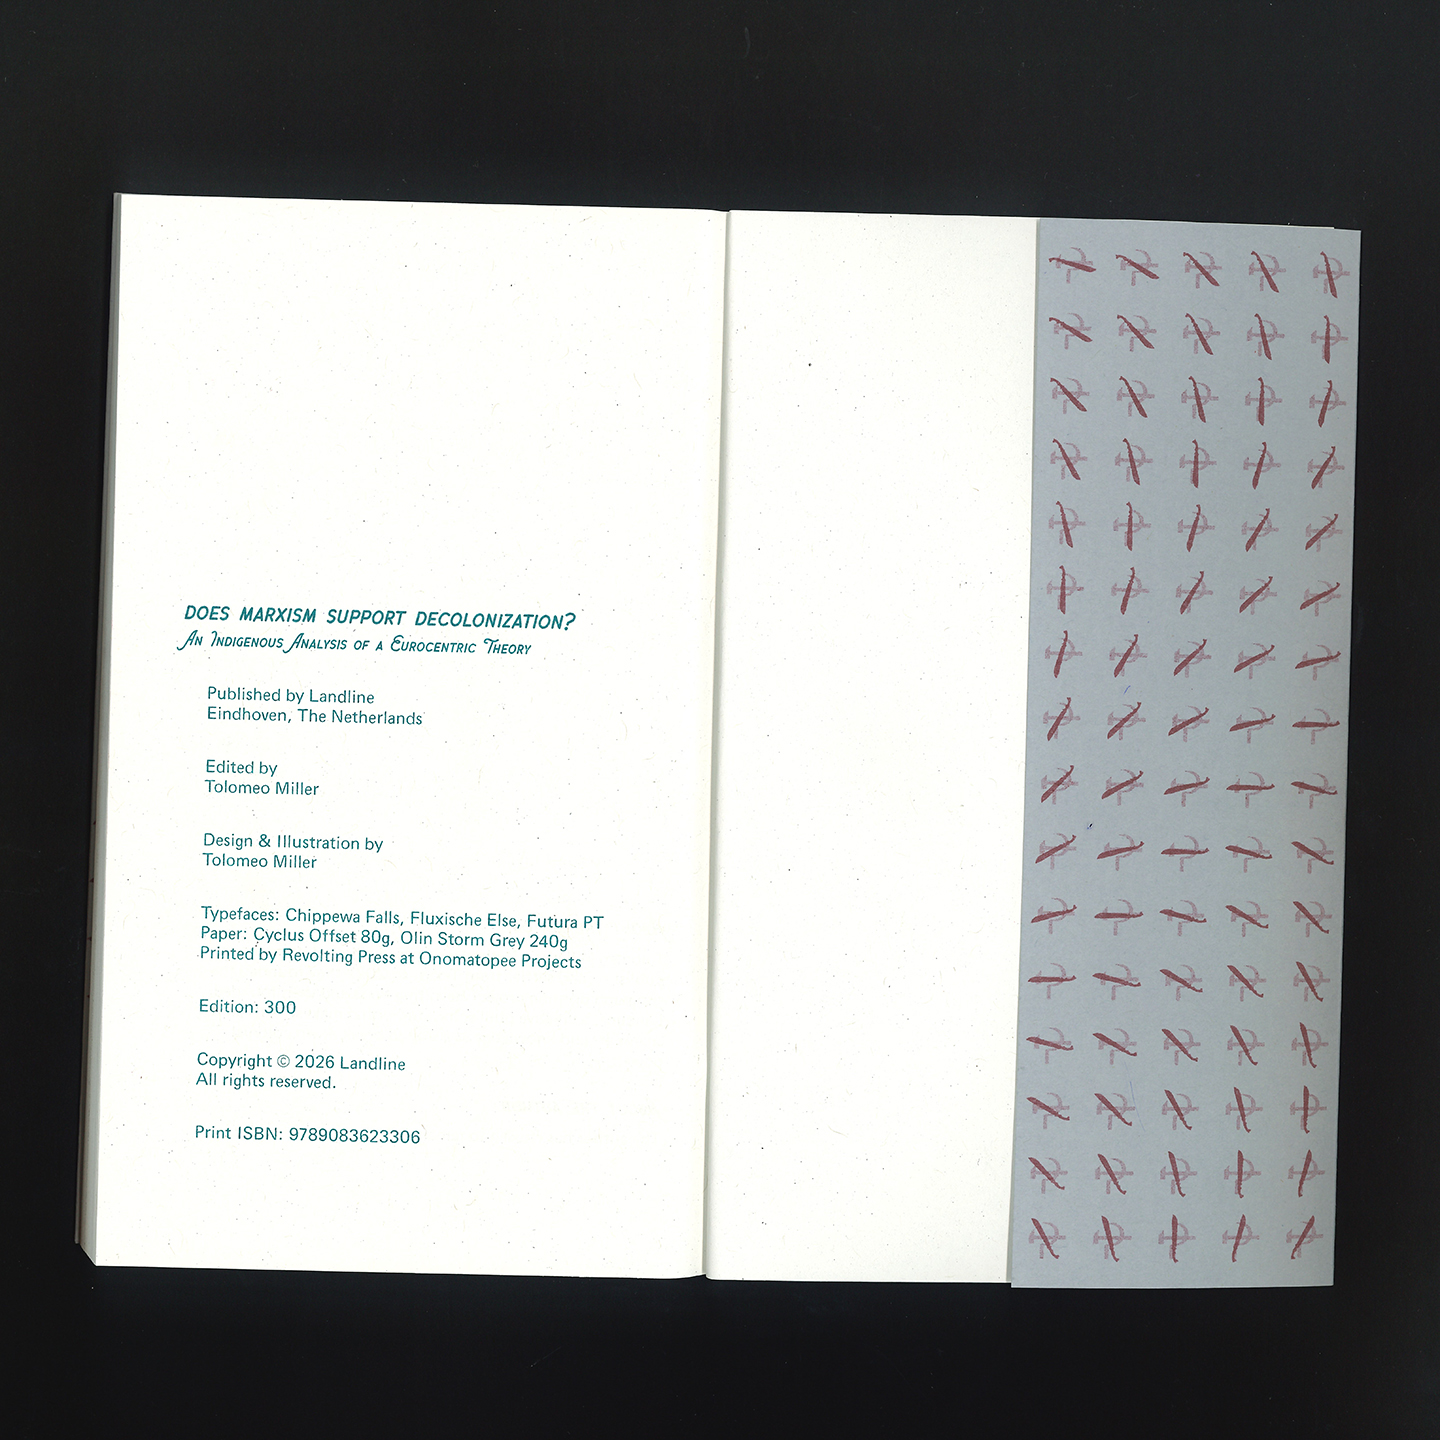 DOES MARXISM SUPPORT DECOLONIZATION?
An Indigenous Analysis of a Eurocentric Theory
Published by Landline
Eindhoven, The Netherlands
Edited by
Tolomeo Miller
Design & Illustration by
Tolomeo Miller
Typefaces: Chippewa Falls, Fluxische Else, Futura PT
Paper: Cyclus Offset 80g, Olin Storm Grey 240g
Printed by Revolting Press at Onomatopee Projects
Edition: 300
Copyright © 2026 Landline
All rights reserved.
Print ISBN: 9789083623306